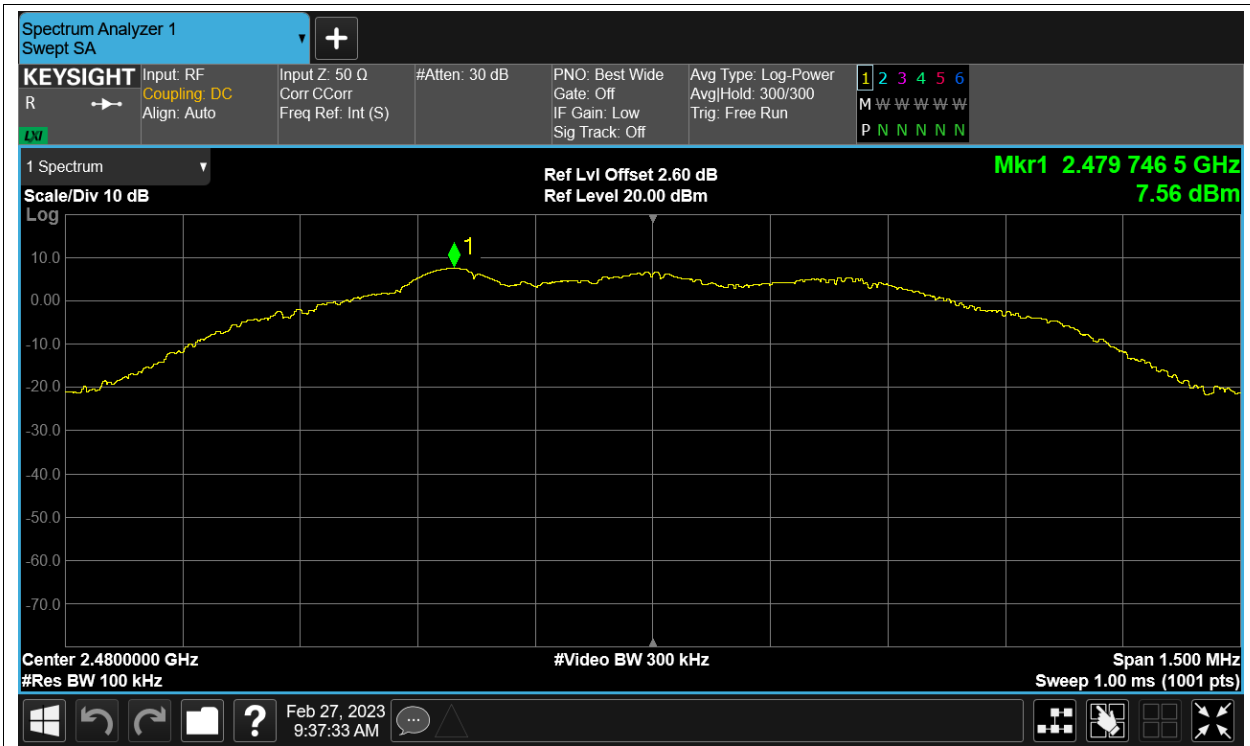 Spectrum Analyzer 1
Swept SA
KEYSIGHT
R
LXI
Input: RF
Coupling: DC
Align: Auto
Input Z: 50 Ω
Corr CCorr
Freq Ref: Int (S)
#Atten: 30 dB
PNO: Best Wide
Gate: Off
IF Gain: Low
Sig Track: Off
Avg Type: Log-Power
Avg|Hold: 300/300
Trig: Free Run
1 2 3 4 5 6
M W W W W W
P N N N N N
1 Spectrum
Scale/Div 10 dB
Log
Ref Lvl Offset 2.60 dB
Ref Level 20.00 dBm
Mkr1 2.479 746 5 GHz
7.56 dBm
1
10.0
0.00
-10.0
-20.0
-30.0
-40.0
-50.0
-60.0
-70.0
Center 2.4800000 GHz
#Res BW 100 kHz
#Video BW 300 kHz
Span 1.500 MHz
Sweep 1.00 ms (1001 pts)
?
Feb 27, 2023
9:37:33 AM